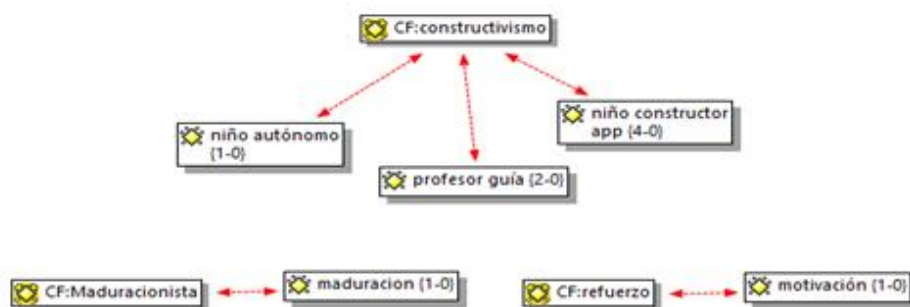 CF:constructivismo
niño autónomo
{1-0}
niño constructor
app {4-0}
profesor guía {2-0}
CF:Maduracionista
maduracion {1-0}
CF:refuerzo
motivación {1-0}